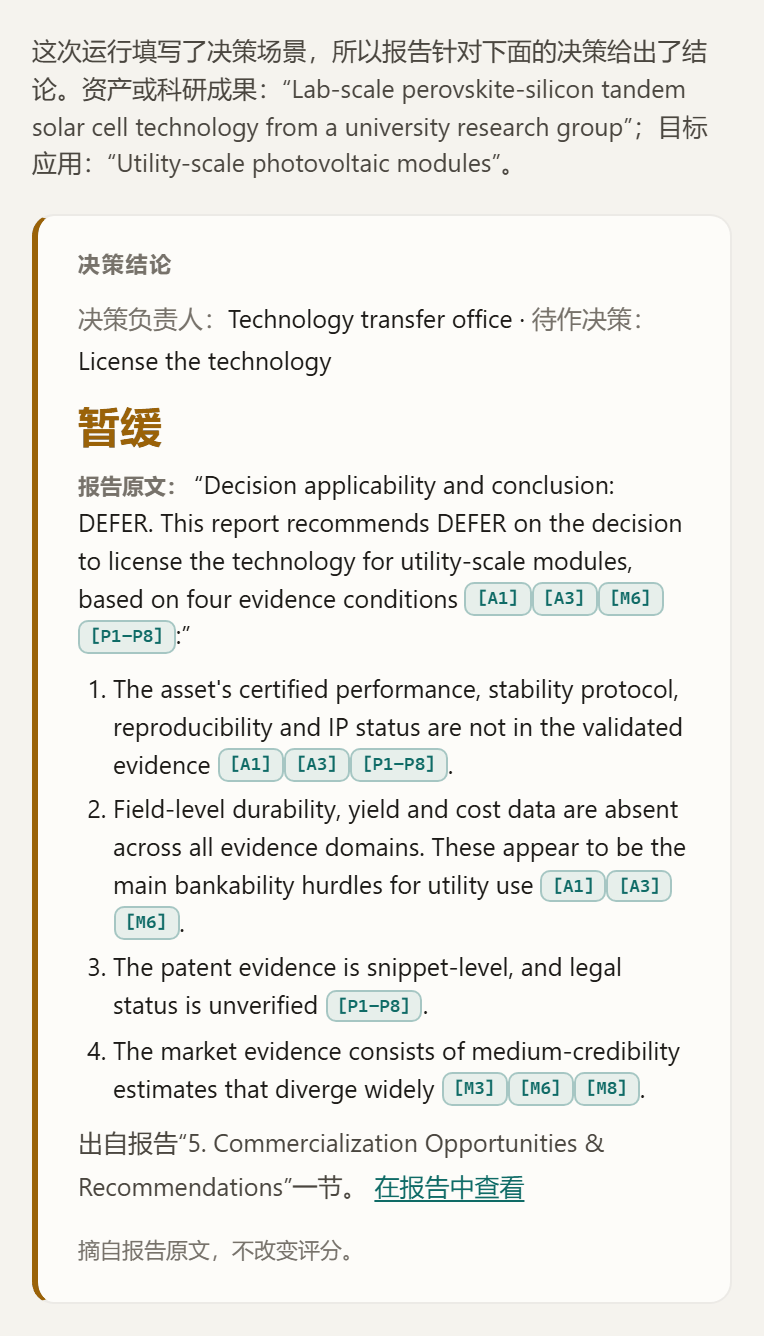 这次运行填写了决策场景，所以报告针对下面的决策给出了结
论。资产或科研成果：“Lab-scale perovskite-silicon tandem
solar cell technology from a university research group”；目标
应用：“Utility-scale photovoltaic modules”。
决策结论
决策负责人：Technology transfer office · 待作决策：
License the technology
暂缓
报告原文： “Decision applicability and conclusion:
DEFER. This report recommends DEFER on the decision
to license the technology for utility-scale modules,
based on four evidence conditions [A1] [A3] [M6]
[P1–P8]:”
1. The asset's certified performance, stability protocol,
reproducibility and IP status are not in the validated
evidence [A1] [A3] [P1–P8].
2. Field-level durability, yield and cost data are absent
across all evidence domains. These appear to be the
main bankability hurdles for utility use [A1] [A3]
[M6].
3. The patent evidence is snippet-level, and legal
status is unverified [P1–P8].
4. The market evidence consists of medium-credibility
estimates that diverge widely [M3] [M6] [M8].
出自报告“5. Commercialization Opportunities &
Recommendations”一节。 在报告中查看
摘自报告原文，不改变评分。